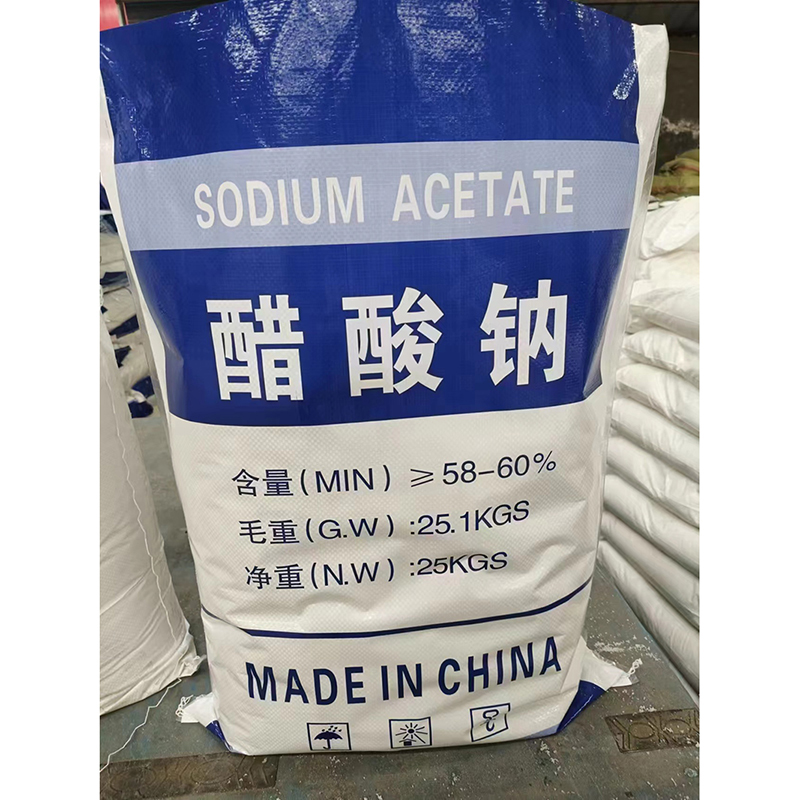 SODIUM ACETATE
醋酸钠
含量(MIN) ≥58-60%
毛重(G.W) :25.1KGS
净重(N.W) :25KGS
MADE IN CHINA